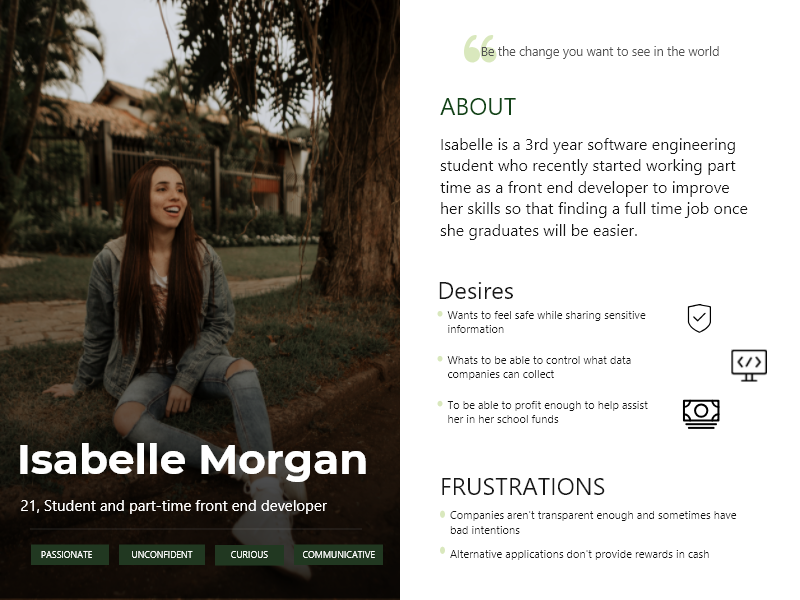 Isabelle Morgan
21, Student and part-time front end developer
PASSIONATE
UNCONFIDENT
CURIOUS
COMMUNICATIVE
“
Be the change you want to see in the world
ABOUT
Isabelle is a 3rd year software engineering
student who recently started working part
time as a front end developer to improve
her skills so that finding a full time job once
she graduates will be easier.
Desires
Wants to feel safe while sharing sensitive
information
Whats to be able to control what data
companies can collect
To be able to profit enough to help assist
her in her school funds
FRUSTRATIONS
Companies aren't transparent enough and sometimes have
bad intentions
Alternative applications don't provide rewards in cash